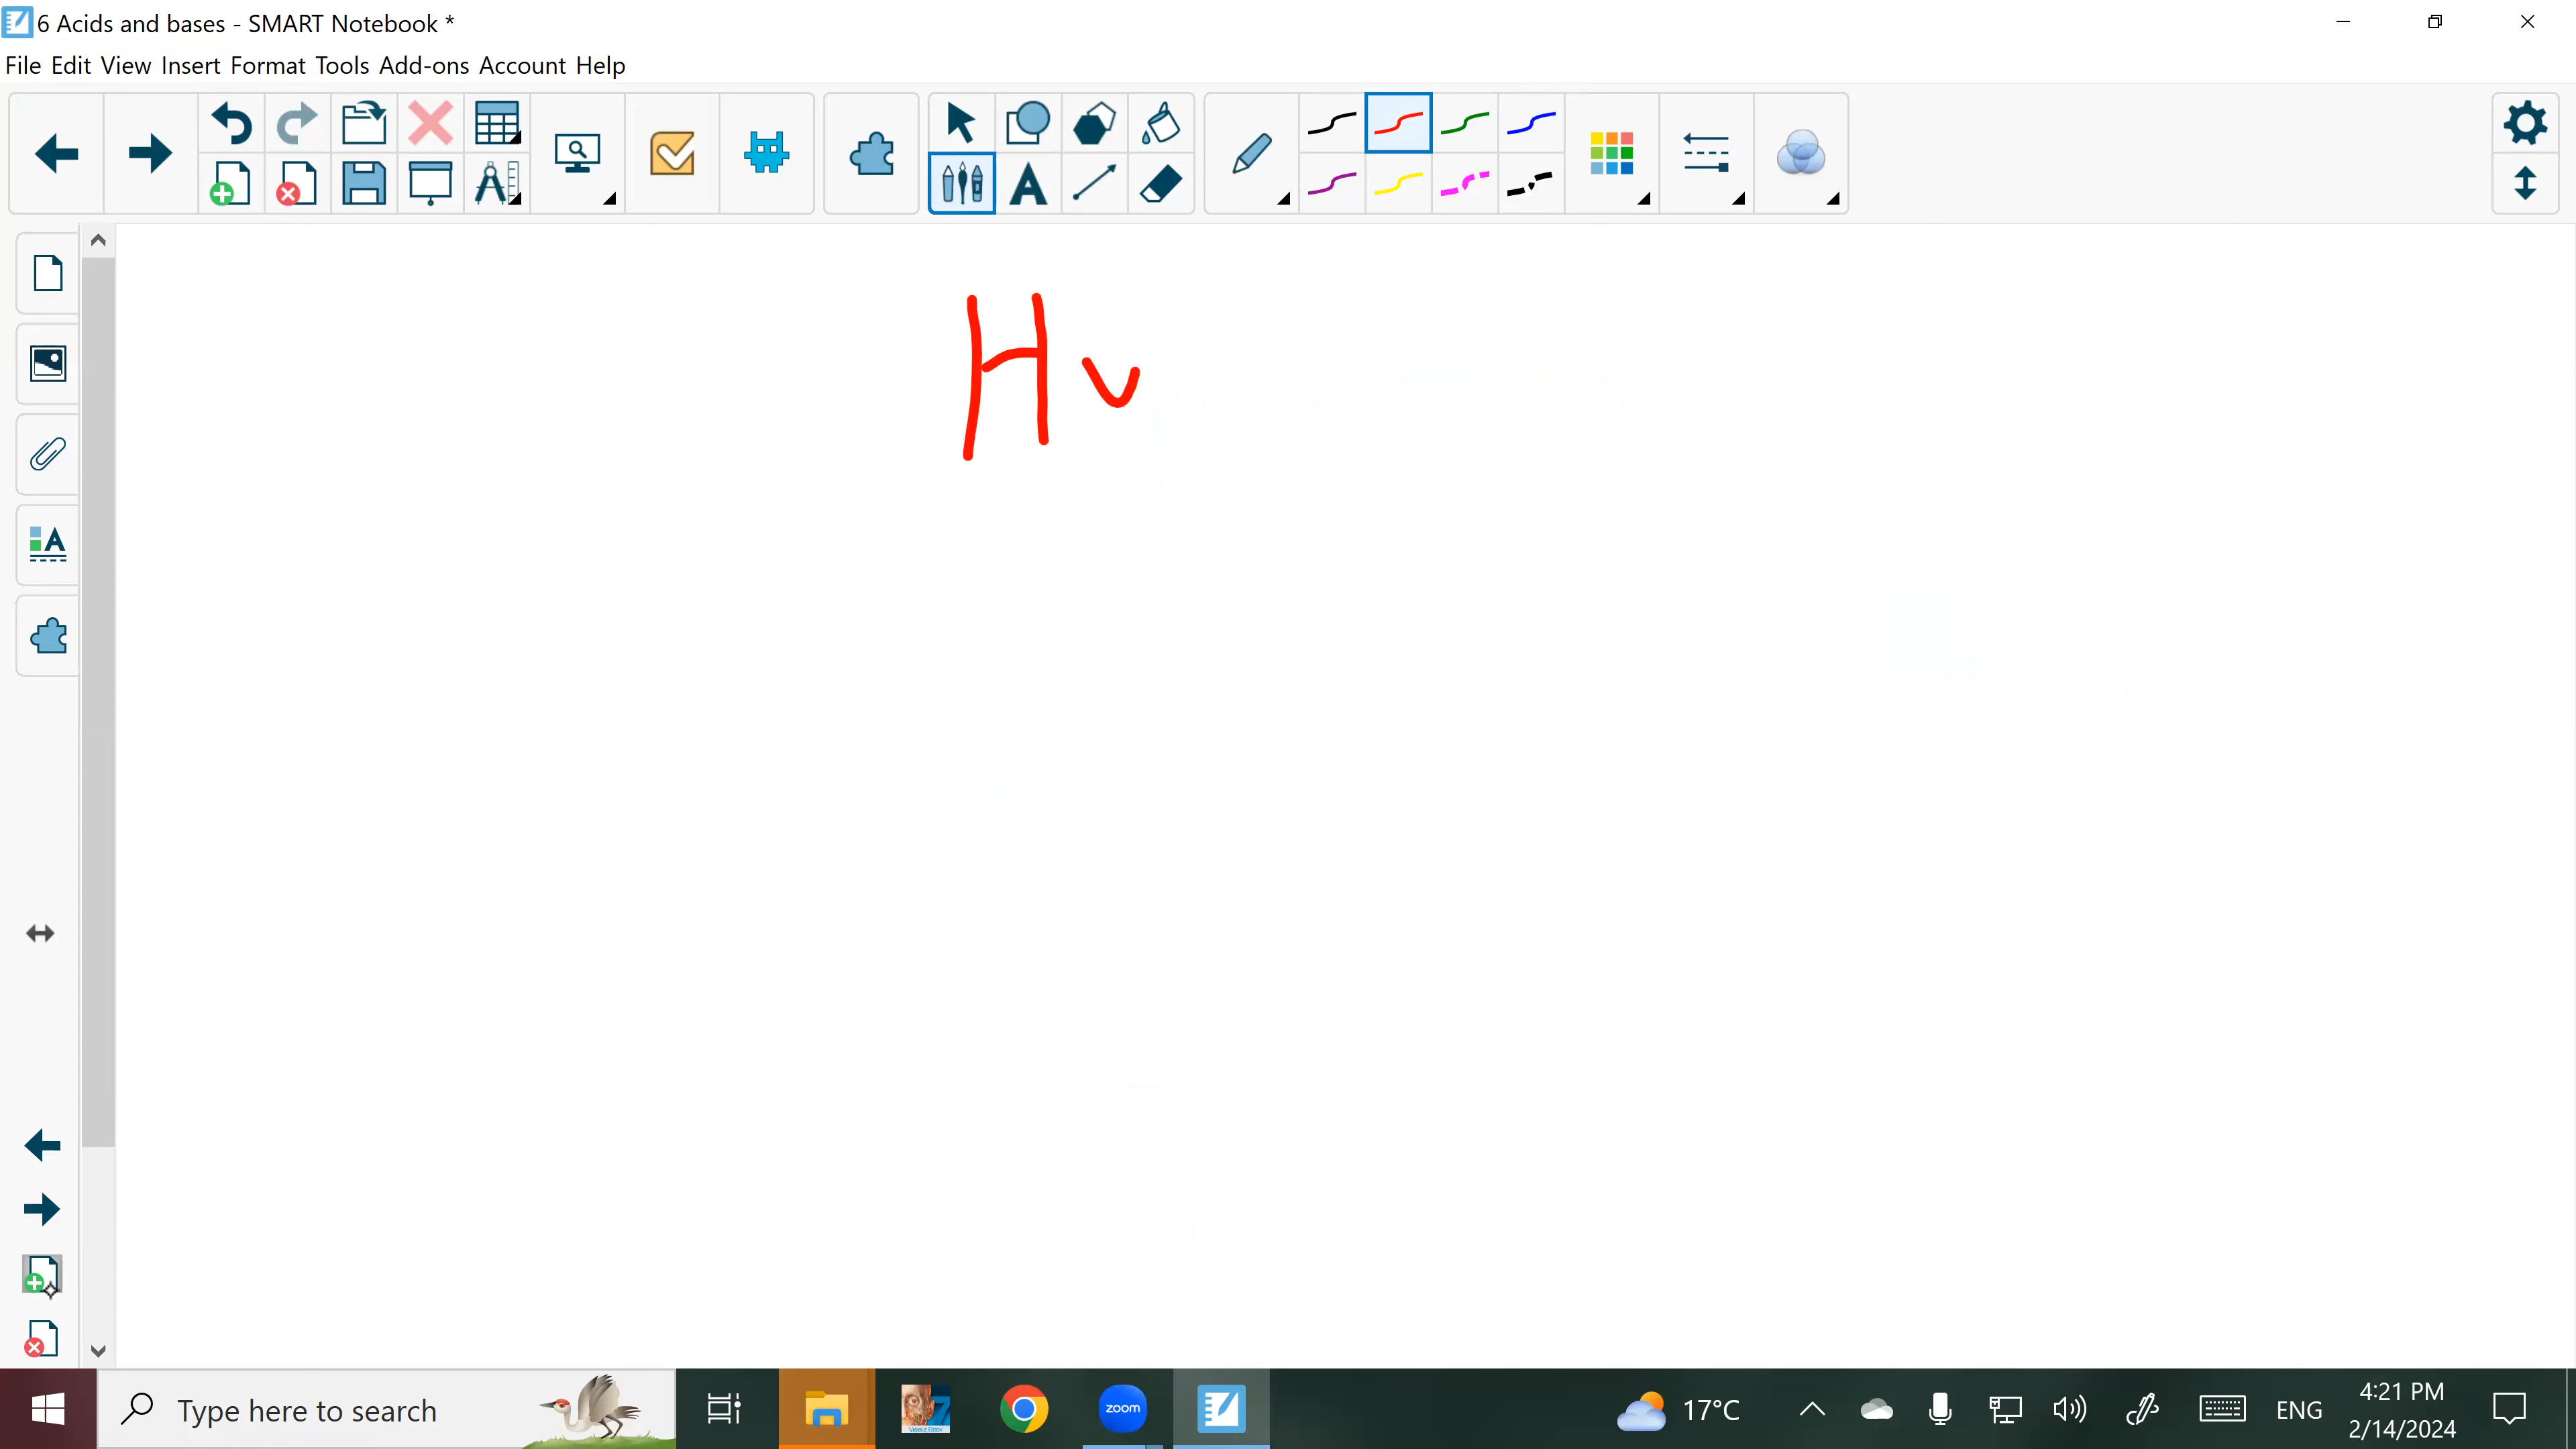 6 Acids and bases - SMART Notebook *
File Edit View Insert Format Tools Add-ons Account Help
Hv
Type here to search
zoom
17°C
ENG
4:21 PM
2/14/2024